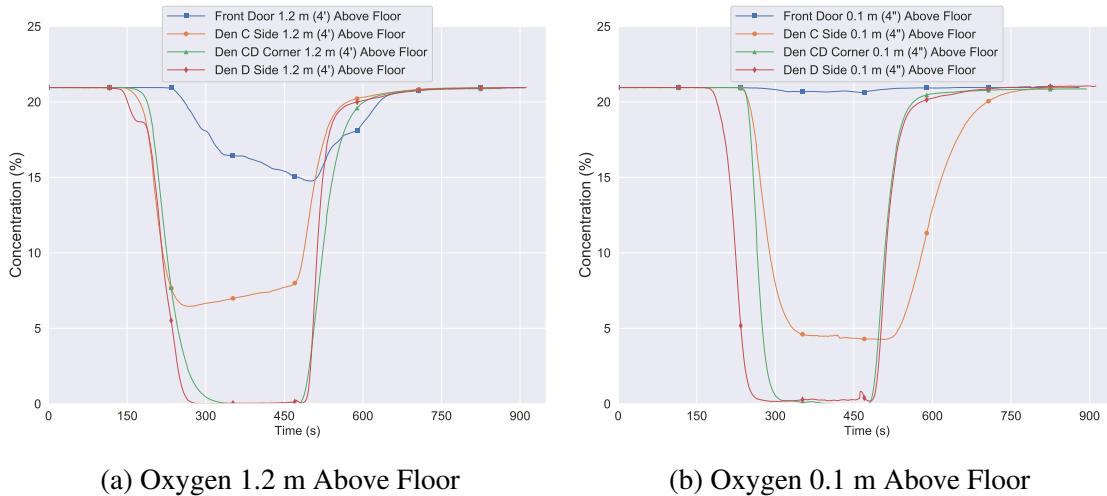 Front Door 1.2 m (4') Above Floor
Den C Side 1.2 m (4') Above Floor
Den CD Corner 1.2 m (4') Above Floor
Den D Side 1.2 m (4') Above Floor
25
20
15
10
5
0
Concentration (%)
0 150 300 450 600 750 900
Time (s)
(a) Oxygen 1.2 m Above Floor
Front Door 0.1 m (4") Above Floor
Den C Side 0.1 m (4") Above Floor
Den CD Corner 0.1 m (4") Above Floor
Den D Side 0.1 m (4") Above Floor
25
20
15
10
5
0
Concentration (%)
0 150 300 450 600 750 900
Time (s)
(b) Oxygen 0.1 m Above Floor